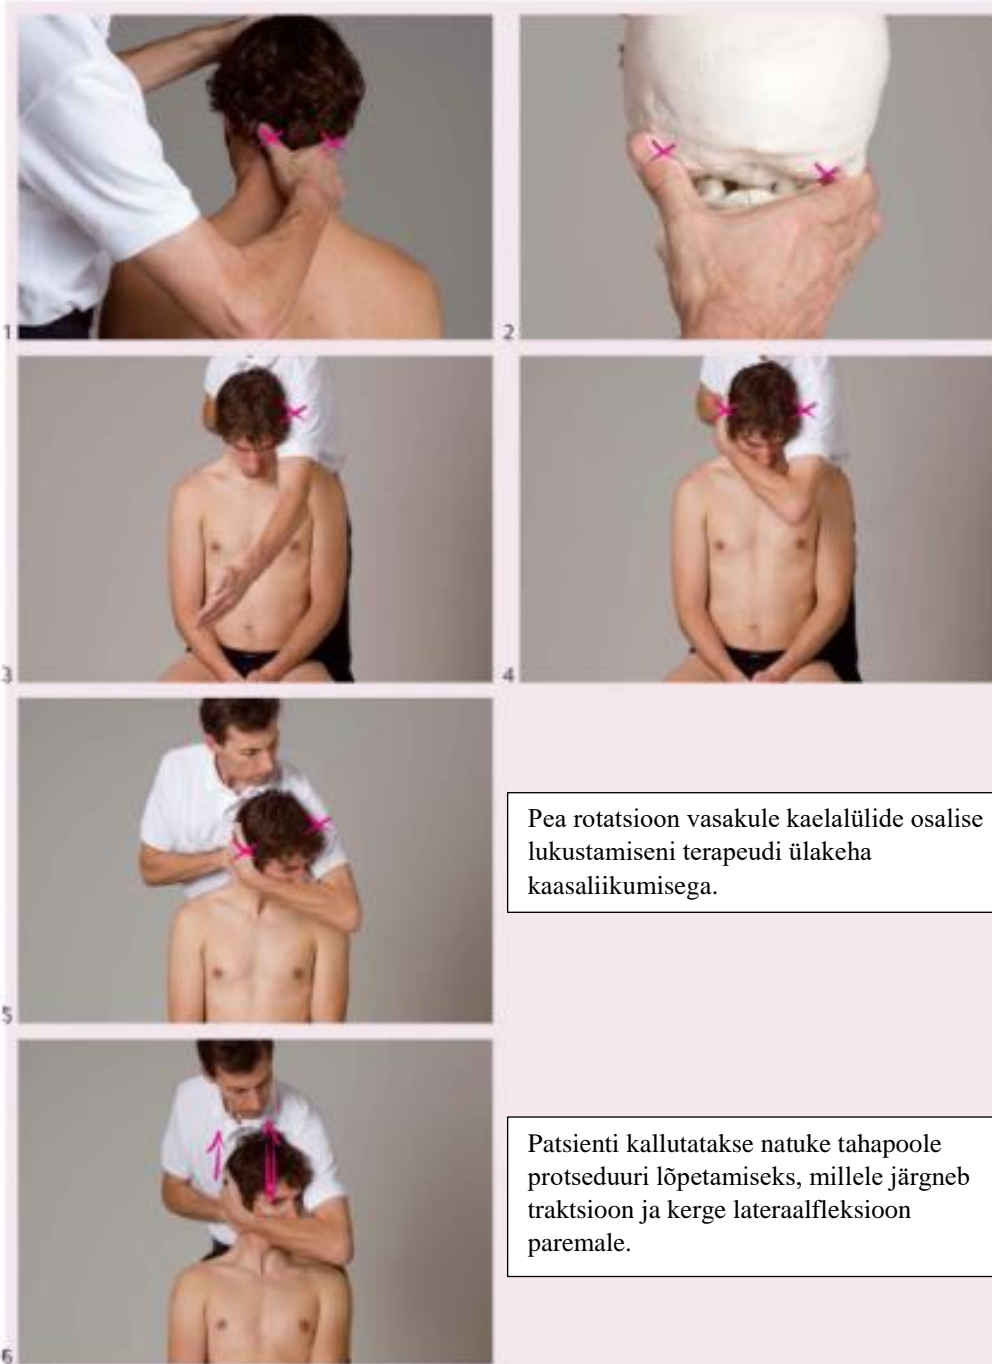 1
2
3
4
5
Pea rotatsioon vasakule kaelalülide osalise
lukustamiseni terapeudi ülakeha
kaasaliikumisega.
6
Patsienti kallutatakse natuke tahapoole
protseduuri lõpetamiseks, millele järgneb
traktsioon ja kerge lateraalfleksioon
paremale.